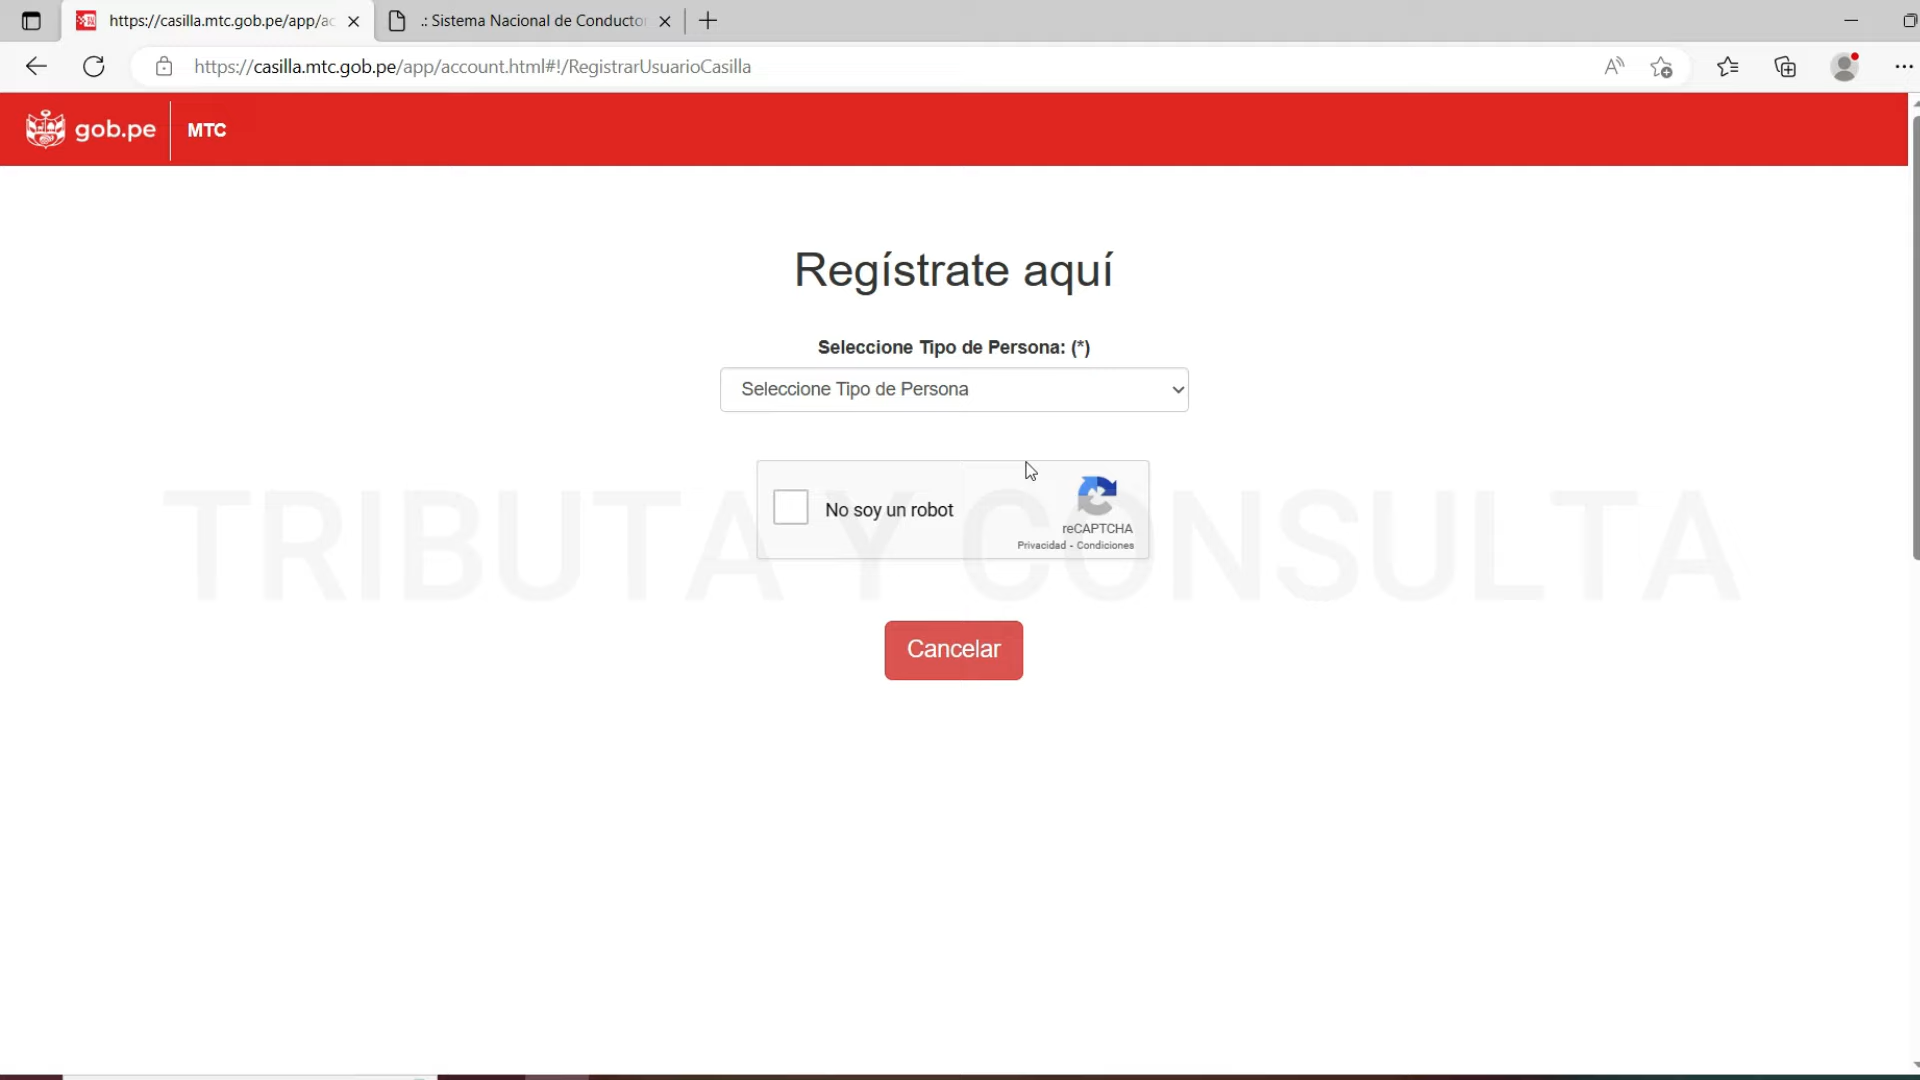 https://casilla.mtc.gob.pe/app/ac
.: Sistema Nacional de Conducto
https://casilla.mtc.gob.pe/app/account.html#!/RegistrarUsuarioCasilla
gob.pe MTC
Regístrate aquí
Seleccione Tipo de Persona: (*)
Seleccione Tipo de Persona
No soy un robot
reCAPTCHA
Privacidad - Condiciones
TRIBUTA Y CONSULTA
Cancelar